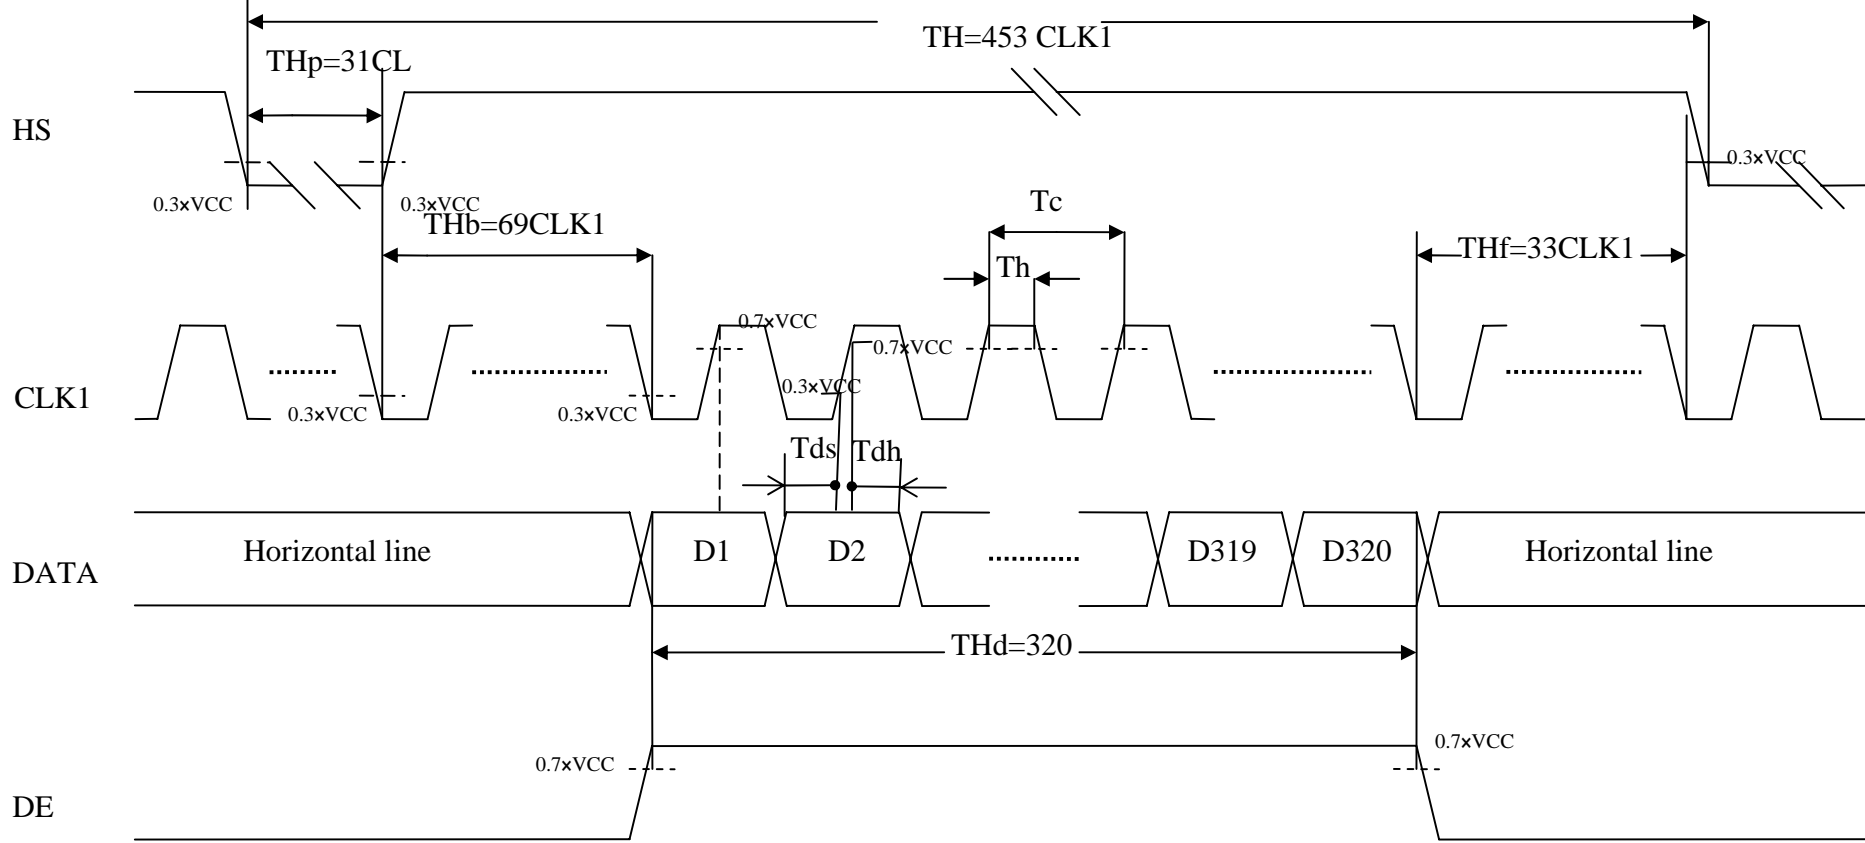 TH=453 CLK1
THp=31CL
HS
0.3×VCC
0.3×VCC
0.3×VCC
Tc
THb=69CLK1
THf=33CLK1
Th
0.7×VCC
0.7×VCC
0.3×VCC
CLK1
0.3×VCC
0.3×VCC
Tds
Tdh
Horizontal line
D1
D2
D319
D320
Horizontal line
DATA
THd=320
0.7×VCC
0.7×VCC
DE